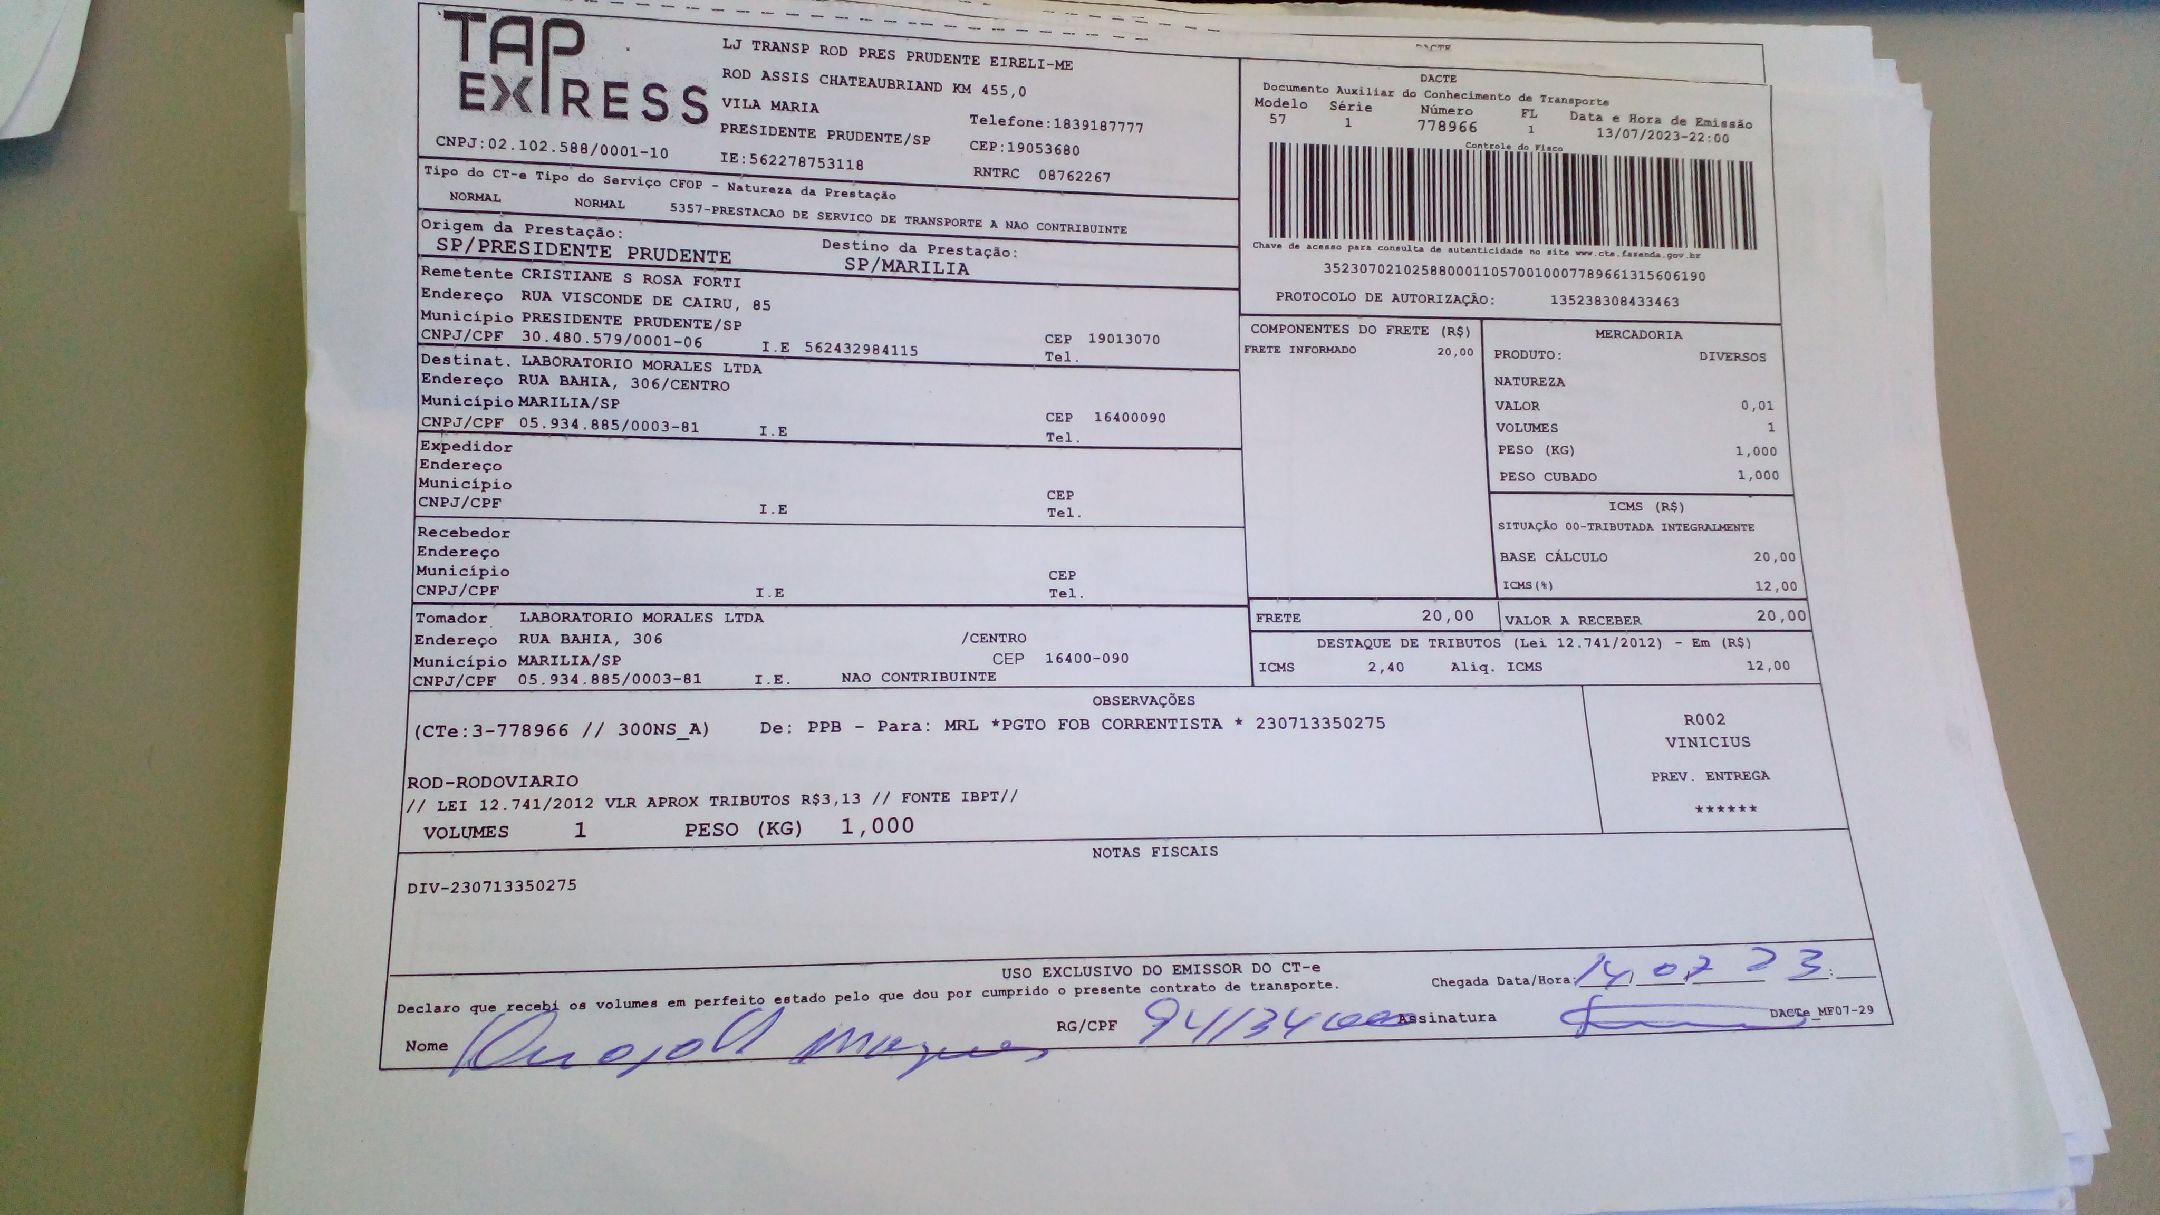 TAP
EXPRESS
CNPJ:02.102.588/0001-10
LJ TRANSP ROD PRES PRUDENTE EIRELI-ME
ROD ASSIS CHATEAUBRIAND KM 455,0
VILA MARIA
Telefone:1839187777
PRESIDENTE PRUDENTE/SP
CEP:19053680
IE:562278753118
RNTRC 08762267
DACTE
DACTE
Documento Auxiliar do Conhecimento de Transporte
Modelo Série Número FL Data e Hora de Emissão
57 1 778966 1 13/07/2023-22:00
Controle do Fisco
Chave de acesso para consulta de autenticidade no site www.cte.fazenda.gov.br
35230702102588000110570010007789661315606190
PROTOCOLO DE AUTORIZAÇÃO: 135238308433463
Tipo do CT-e Tipo do Serviço CFOP - Natureza da Prestação
NORMAL NORMAL 5357-PRESTACAO DE SERVICO DE TRANSPORTE A NAO CONTRIBUINTE
Origem da Prestação: Destino da Prestação:
SP/PRESIDENTE PRUDENTE SP/MARILIA
Remetente CRISTIANE S ROSA FORTI
Endereço RUA VISCONDE DE CAIRU, 85
Município PRESIDENTE PRUDENTE/SP CEP 19013070
CNPJ/CPF 30.480.579/0001-06 I.E 562432984115 Tel.
Destinat. LABORATORIO MORALES LTDA
Endereço RUA BAHIA, 306/CENTRO
Município MARILIA/SP CEP 16400090
CNPJ/CPF 05.934.885/0003-81 I.E Tel.
Expedidor
Endereço
Município CEP
CNPJ/CPF I.E Tel.
Recebedor
Endereço
Município CEP
CNPJ/CPF I.E Tel.
Tomador LABORATORIO MORALES LTDA
Endereço RUA BAHIA, 306 /CENTRO
Município MARILIA/SP CEP 16400-090
CNPJ/CPF 05.934.885/0003-81 I.E. NAO CONTRIBUINTE
COMPONENTES DO FRETE (R$)
FRETE INFORMADO 20,00
MERCADORIA
PRODUTO: DIVERSOS
NATUREZA
VALOR 0,01
VOLUMES 1
PESO (KG) 1,000
PESO CUBADO 1,000
ICMS (R$)
SITUAÇÃO 00-TRIBUTADA INTEGRALMENTE
BASE CÁLCULO 20,00
ICMS(%) 12,00
FRETE 20,00 VALOR A RECEBER 20,00
DESTAQUE DE TRIBUTOS (Lei 12.741/2012) - Em (R$)
ICMS 2,40 Aliq. ICMS 12,00
OBSERVAÇÕES
(CTe:3-778966 // 300NS_A) De: PPB - Para: MRL *PGTO FOB CORRENTISTA * 230713350275
ROD-RODOVIARIO
// LEI 12.741/2012 VLR APROX TRIBUTOS R$3,13 // FONTE IBPT//
VOLUMES 1 PESO (KG) 1,000
R002
VINICIUS
PREV. ENTREGA
******
NOTAS FISCAIS
DIV-230713350275
USO EXCLUSIVO DO EMISSOR DO CT-e
Declaro que recebi os volumes em perfeito estado pelo que dou por cumprido o presente contrato de transporte.
Chegada Data/Hora: 14/07 23 :
Nome
RG/CPF
Assinatura
DACTe_MF07-29